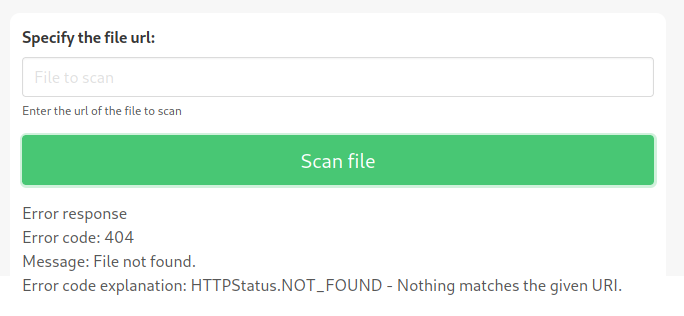 Specify the file url:
File to scan
Enter the url of the file to scan
Scan file
Error response
Error code: 404
Message: File not found.
Error code explanation: HTTPStatus.NOT_FOUND - Nothing matches the given URI.